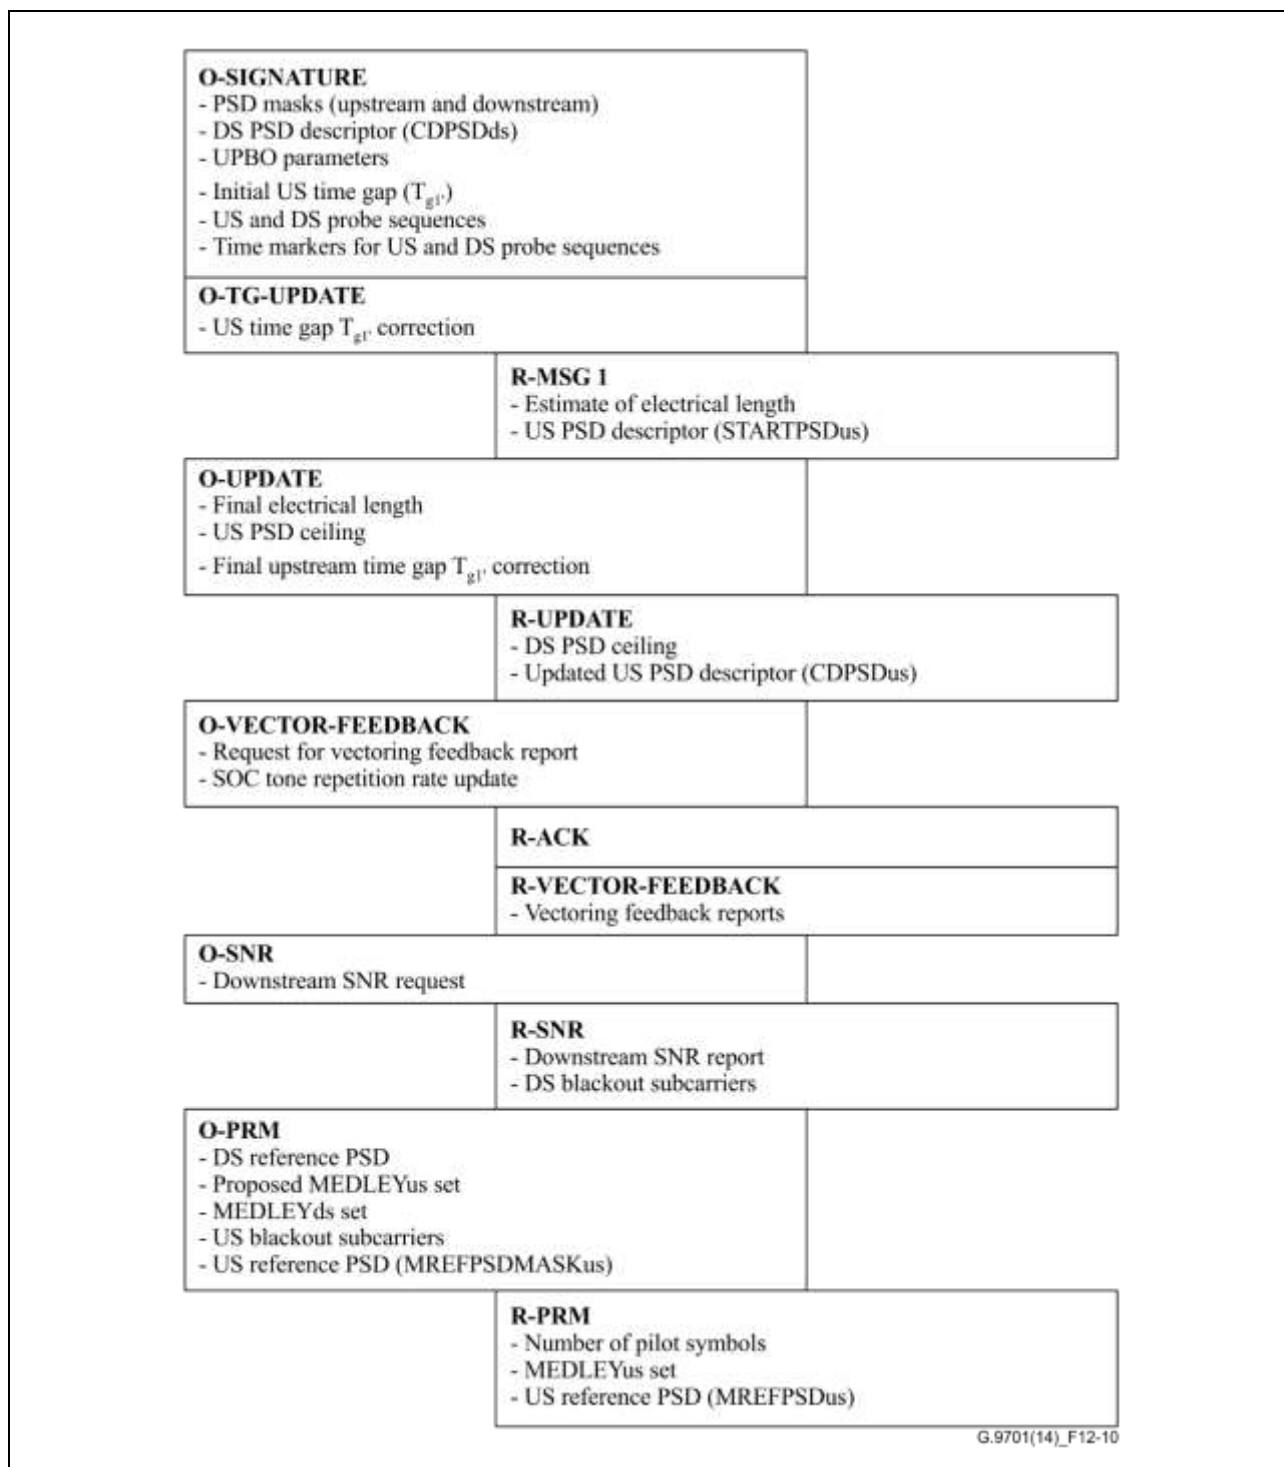 O-SIGNATURE
- PSD masks (upstream and downstream)
- DS PSD descriptor (CDPSDds)
- UPBO parameters
- Initial US time gap (Tg1')
- US and DS probe sequences
- Time markers for US and DS probe sequences
O-TG-UPDATE
- US time gap Tg1' correction
R-MSG 1
- Estimate of electrical length
- US PSD descriptor (STARTPSDus)
O-UPDATE
- Final electrical length
- US PSD ceiling
- Final upstream time gap Tg1' correction
R-UPDATE
- DS PSD ceiling
- Updated US PSD descriptor (CDPSDus)
O-VECTOR-FEEDBACK
- Request for vectoring feedback report
- SOC tone repetition rate update
R-ACK
R-VECTOR-FEEDBACK
- Vectoring feedback reports
O-SNR
- Downstream SNR request
R-SNR
- Downstream SNR report
- DS blackout subcarriers
O-PRM
- DS reference PSD
- Proposed MEDLEYus set
- MEDLEYds set
- US blackout subcarriers
- US reference PSD (MREFPSDMASKus)
R-PRM
- Number of pilot symbols
- MEDLEYus set
- US reference PSD (MREFPSDus)
G.9701(14)_F12-10